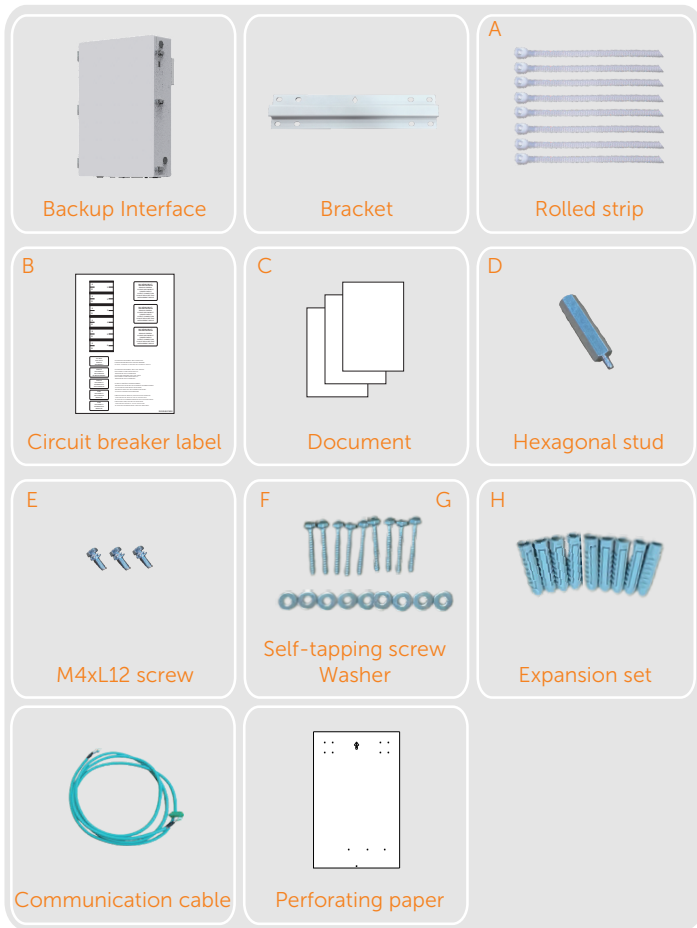 Backup Interface
Bracket
A
Rolled strip
B
Circuit breaker label
C
Document
D
Hexagonal stud
E
M4xL12 screw
F
G
Self-tapping screw
Washer
H
Expansion set
Communication cable
Perforating paper